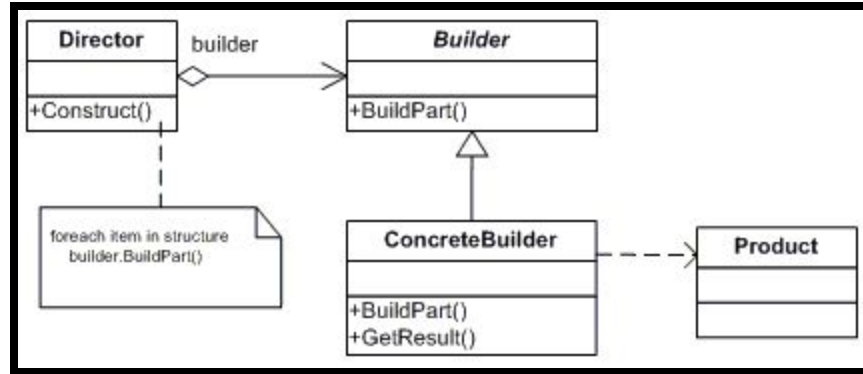 Director
builder
Builder
+Construct()
+BuildPart()
foreach item in structure
builder.BuildPart()
ConcreteBuilder
Product
+BuildPart()
+GetResult()